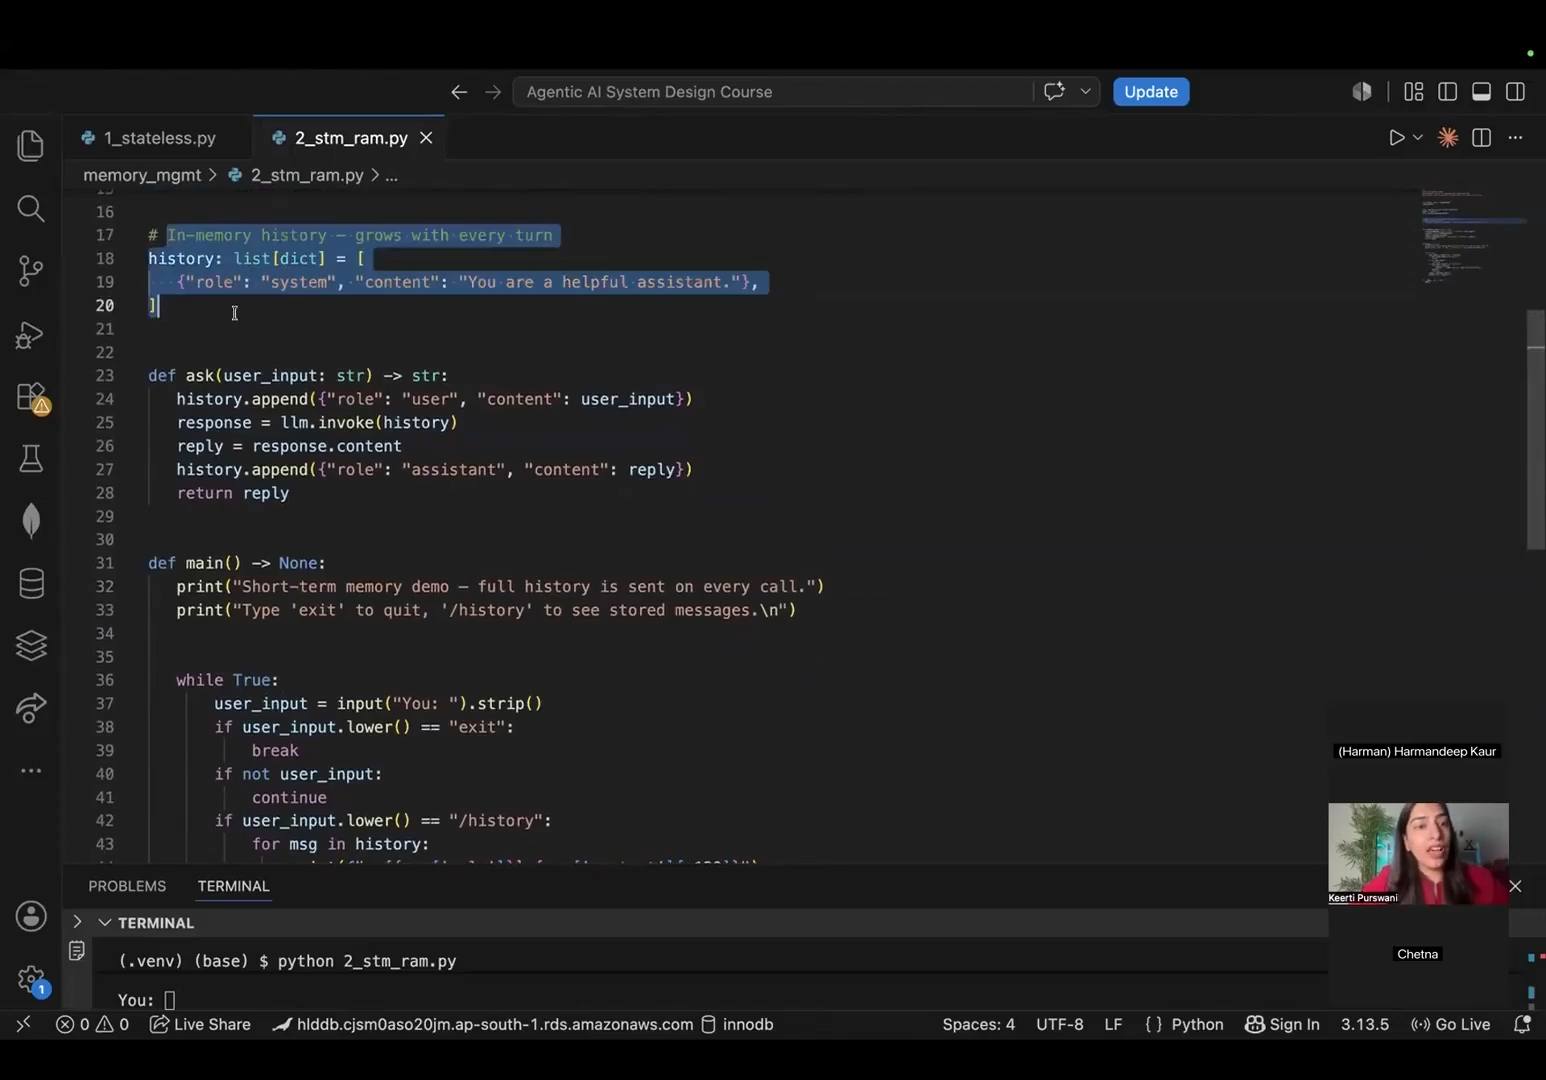 Agentic AI System Design Course
Update
1_stateless.py
2_stm_ram.py
memory_mgmt > 2_stm_ram.py > ...
16
17 # In-memory history — grows with every turn
18 history: list[dict] = [
19 {"role": "system", "content": "You are a helpful assistant."},
20 ]
21
22
23 def ask(user_input: str) -> str:
24 history.append({"role": "user", "content": user_input})
25 response = llm.invoke(history)
26 reply = response.content
27 history.append({"role": "assistant", "content": reply})
28 return reply
29
30
31 def main() -> None:
32 print("Short-term memory demo — full history is sent on every call.")
33 print("Type 'exit' to quit, '/history' to see stored messages.\n")
34
35
36 while True:
37 user_input = input("You: ").strip()
38 if user_input.lower() == "exit":
39 break
40 if not user_input:
41 continue
42 if user_input.lower() == "/history":
43 for msg in history:
(Harman) Harmandeep Kaur
Keerti Purswani
Chetna
PROBLEMS TERMINAL
TERMINAL
(.venv) (base) $ python 2_stm_ram.py
You:
1
0 0 Live Share hlddb.cjsm0aso20jm.ap-south-1.rds.amazonaws.com innodb Spaces: 4 UTF-8 LF { } Python Sign In 3.13.5 Go Live